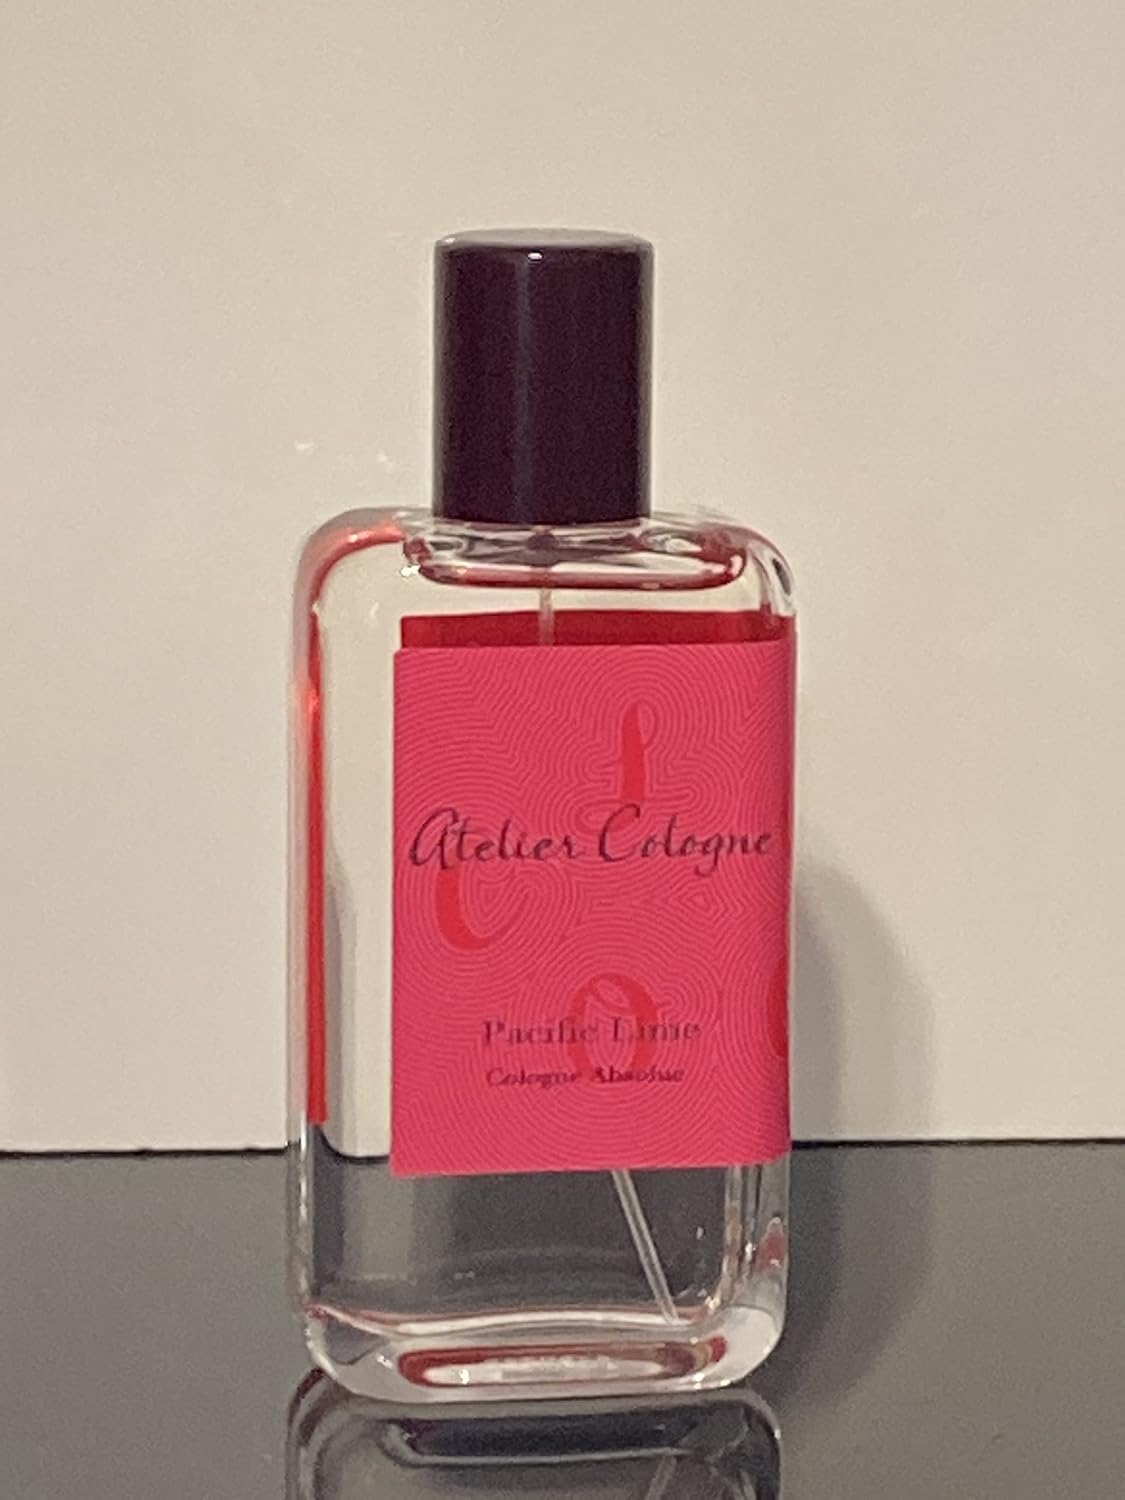 Atelier Cologne
Pacific Lime
Cologne Absolue